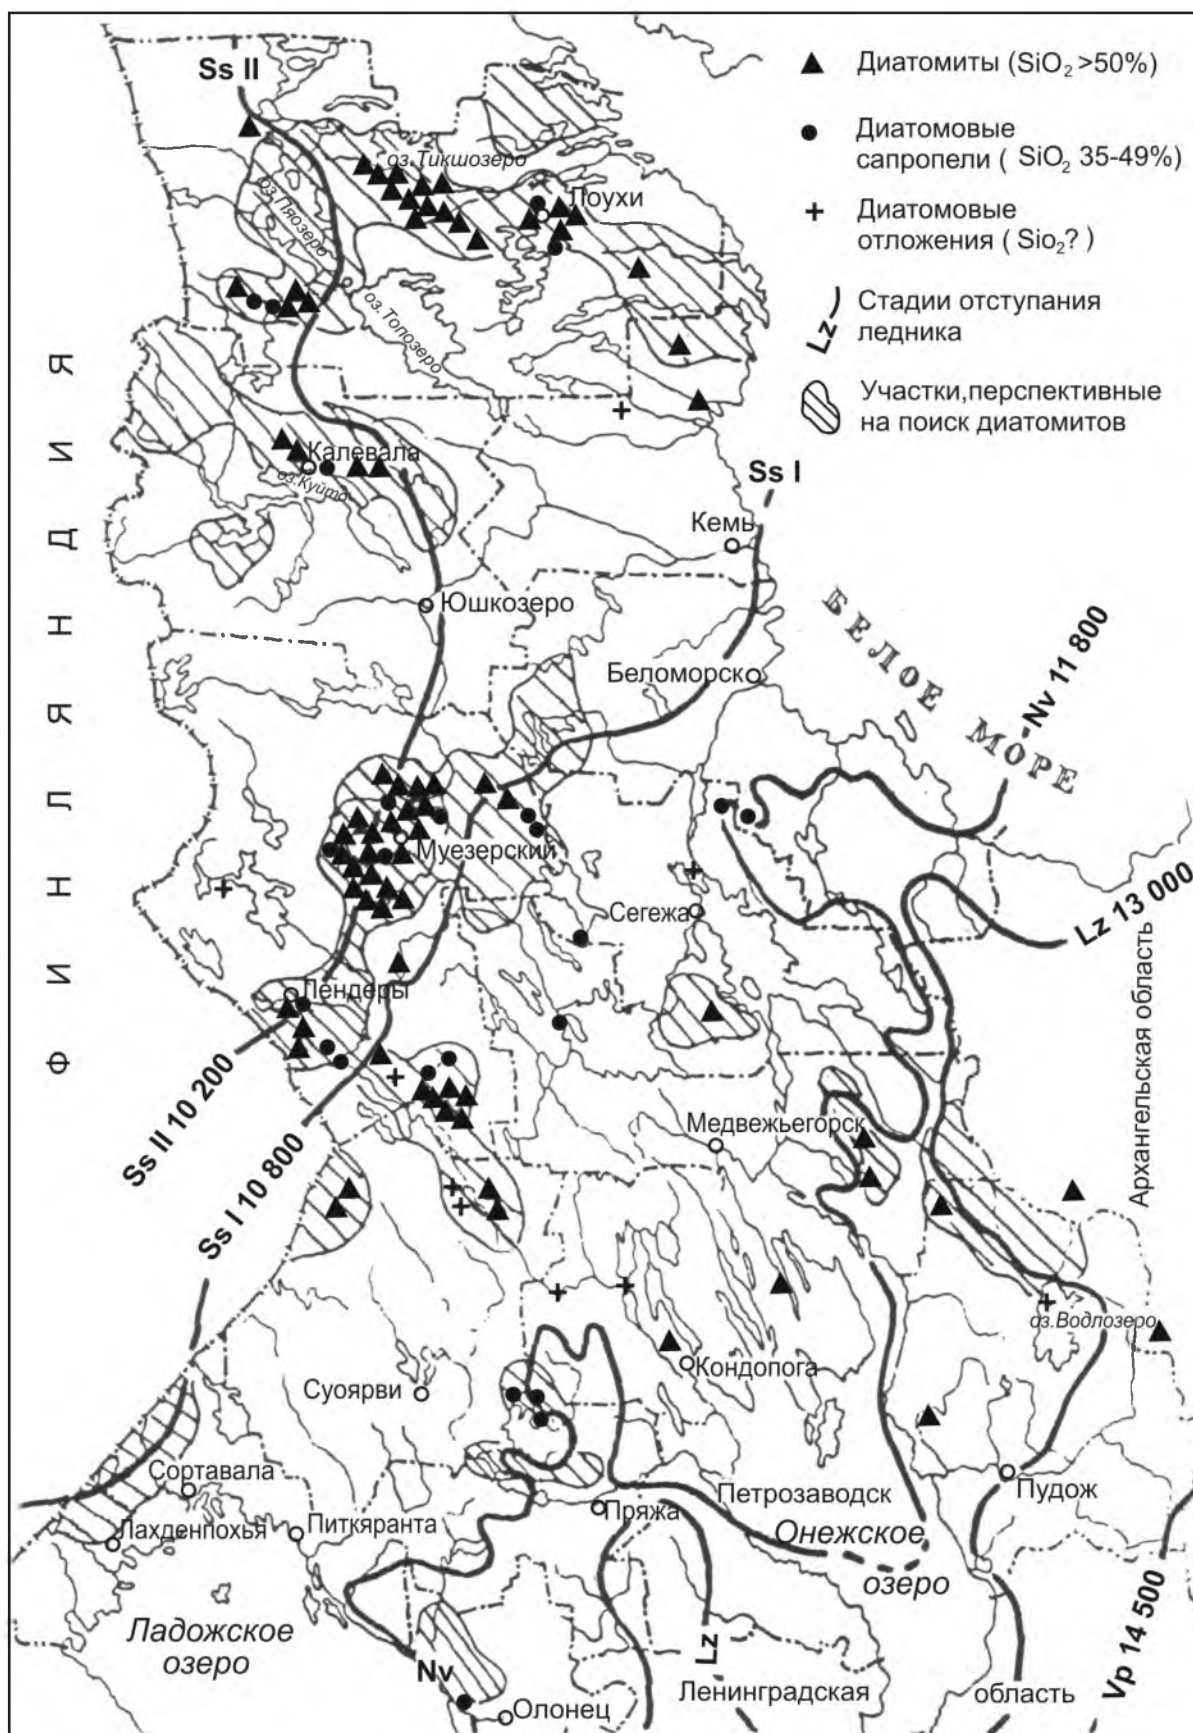 Ss II
Диатомиты (SiO2 >50%)
Диатомовые
сапропели ( SiO2 35-49%)
Диатомовые
отложения ( Sio2? )
Lz
Стадии отступания
ледника
Участки,перспективные
на поиск диатомитов
оз.Тикшозеро
Лоухи
оз.Пяозеро
оз.Топозеро
Калевала
оз.Куйто
Ss I
Кемь
Юшкозеро
Беломорск
БЕЛОЕ МОРЕ
Nv 11 800
ФИНЛЯНДИЯ
Муезерский
Сегежа
Lz 13 000
Архангельская область
Лендеры
Ss II 10 200
Ss I 10 800
Медвежьегорск
оз.Водлозеро
Кондопога
Суоярви
Сортавала
Лахденпохья
Питкяранта
Пряжа
Петрозаводск
Онежское
озеро
Пудож
Ладожское
озеро
Nv
Олонец
Lz
Ленинградская
область
Vp 14 500